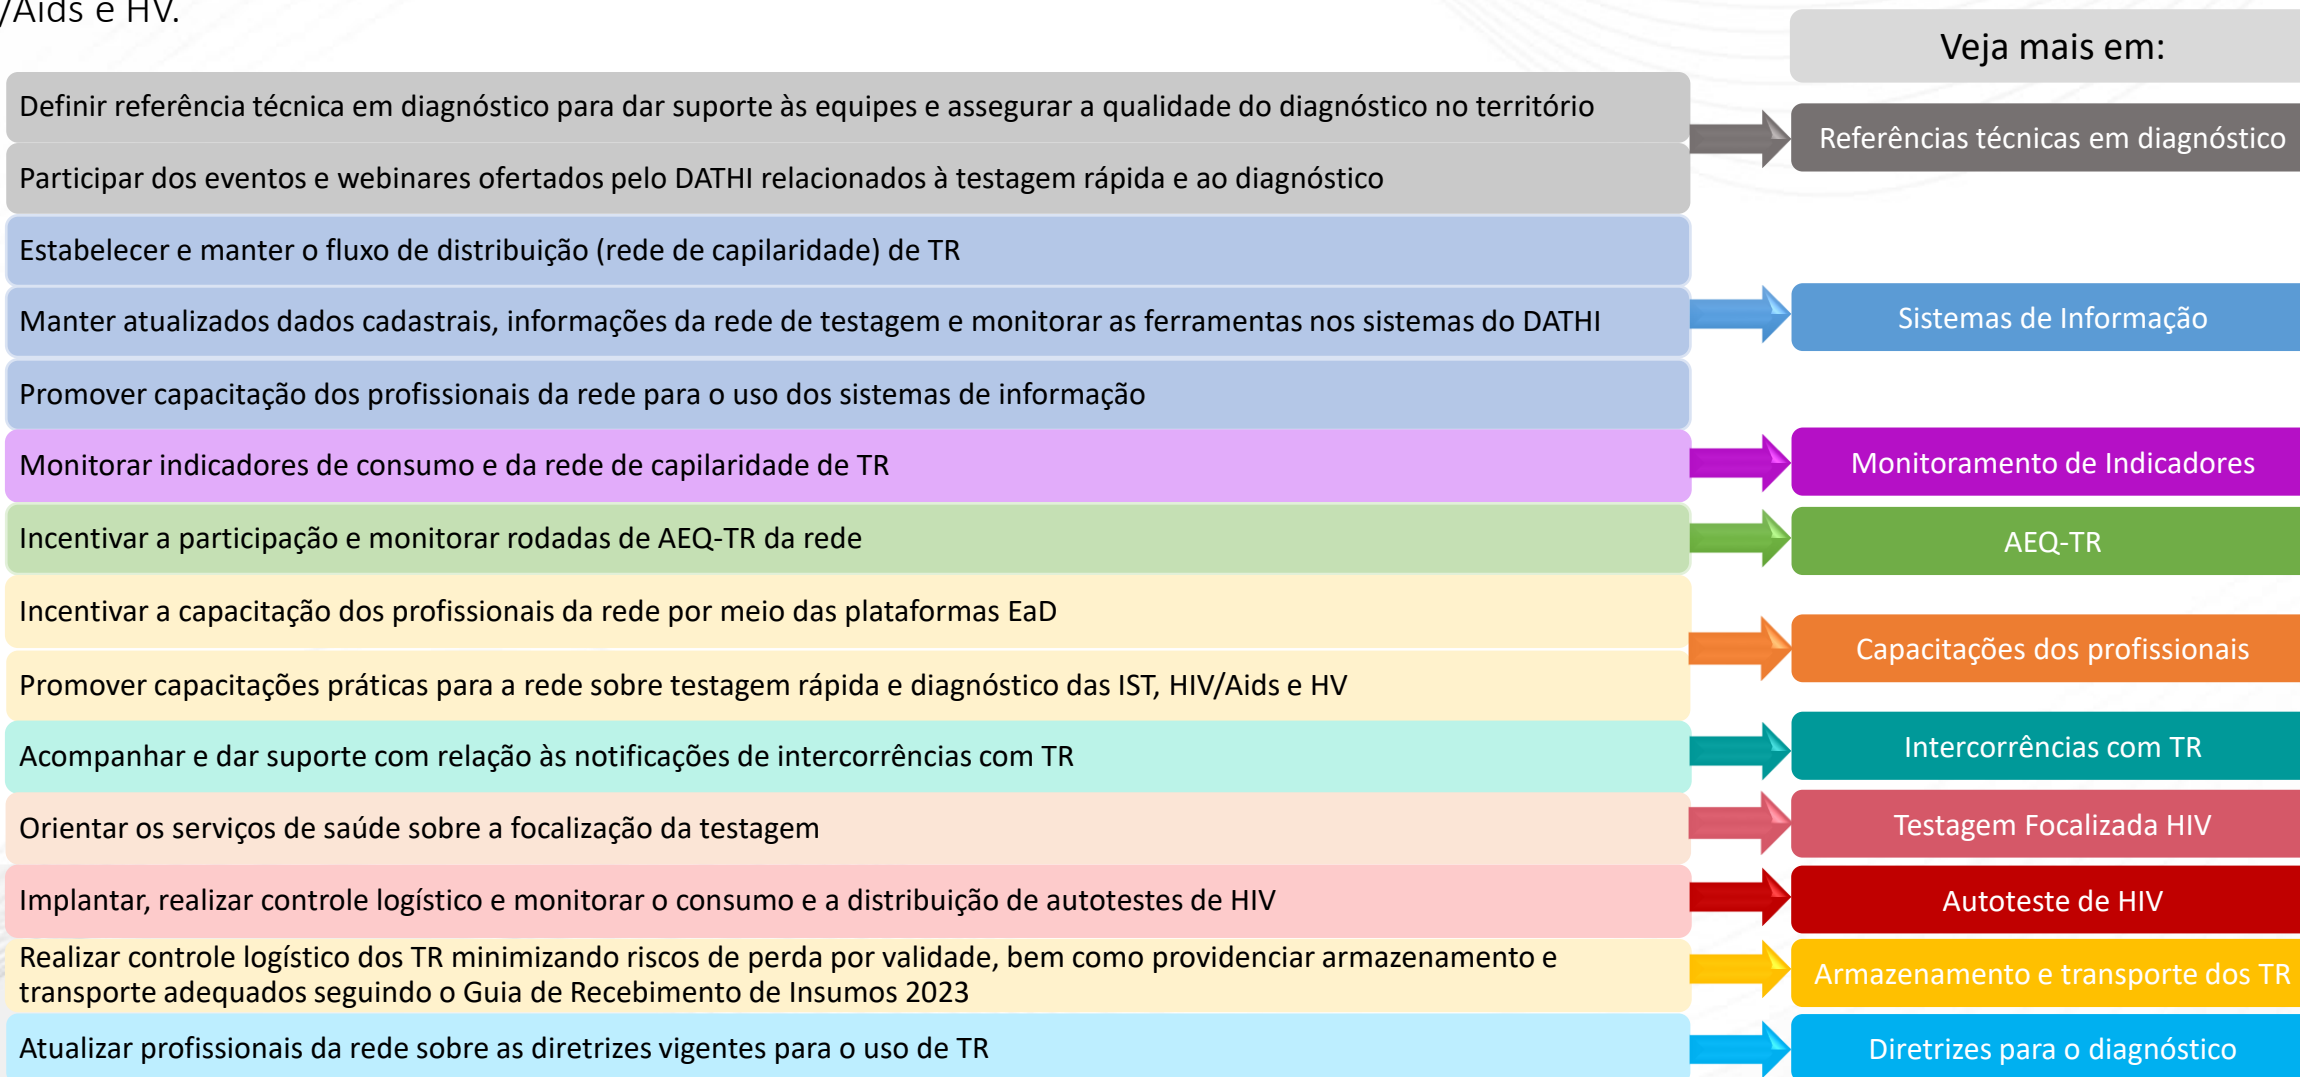 /Aids e HV.
Veja mais em:
Definir referência técnica em diagnóstico para dar suporte às equipes e assegurar a qualidade do diagnóstico no território
Participar dos eventos e webinares ofertados pelo DATHI relacionados à testagem rápida e ao diagnóstico
Referências técnicas em diagnóstico
Estabelecer e manter o fluxo de distribuição (rede de capilaridade) de TR
Manter atualizados dados cadastrais, informações da rede de testagem e monitorar as ferramentas nos sistemas do DATHI
Promover capacitação dos profissionais da rede para o uso dos sistemas de informação
Sistemas de Informação
Monitorar indicadores de consumo e da rede de capilaridade de TR
Monitoramento de Indicadores
Incentivar a participação e monitorar rodadas de AEQ-TR da rede
AEQ-TR
Incentivar a capacitação dos profissionais da rede por meio das plataformas EaD
Promover capacitações práticas para a rede sobre testagem rápida e diagnóstico das IST, HIV/Aids e HV
Capacitações dos profissionais
Acompanhar e dar suporte com relação às notificações de intercorrências com TR
Intercorrências com TR
Orientar os serviços de saúde sobre a focalização da testagem
Testagem Focalizada HIV
Implantar, realizar controle logístico e monitorar o consumo e a distribuição de autotestes de HIV
Autoteste de HIV
Realizar controle logístico dos TR minimizando riscos de perda por validade, bem como providenciar armazenamento e
transporte adequados seguindo o Guia de Recebimento de Insumos 2023
Armazenamento e transporte dos TR
Atualizar profissionais da rede sobre as diretrizes vigentes para o uso de TR
Diretrizes para o diagnóstico